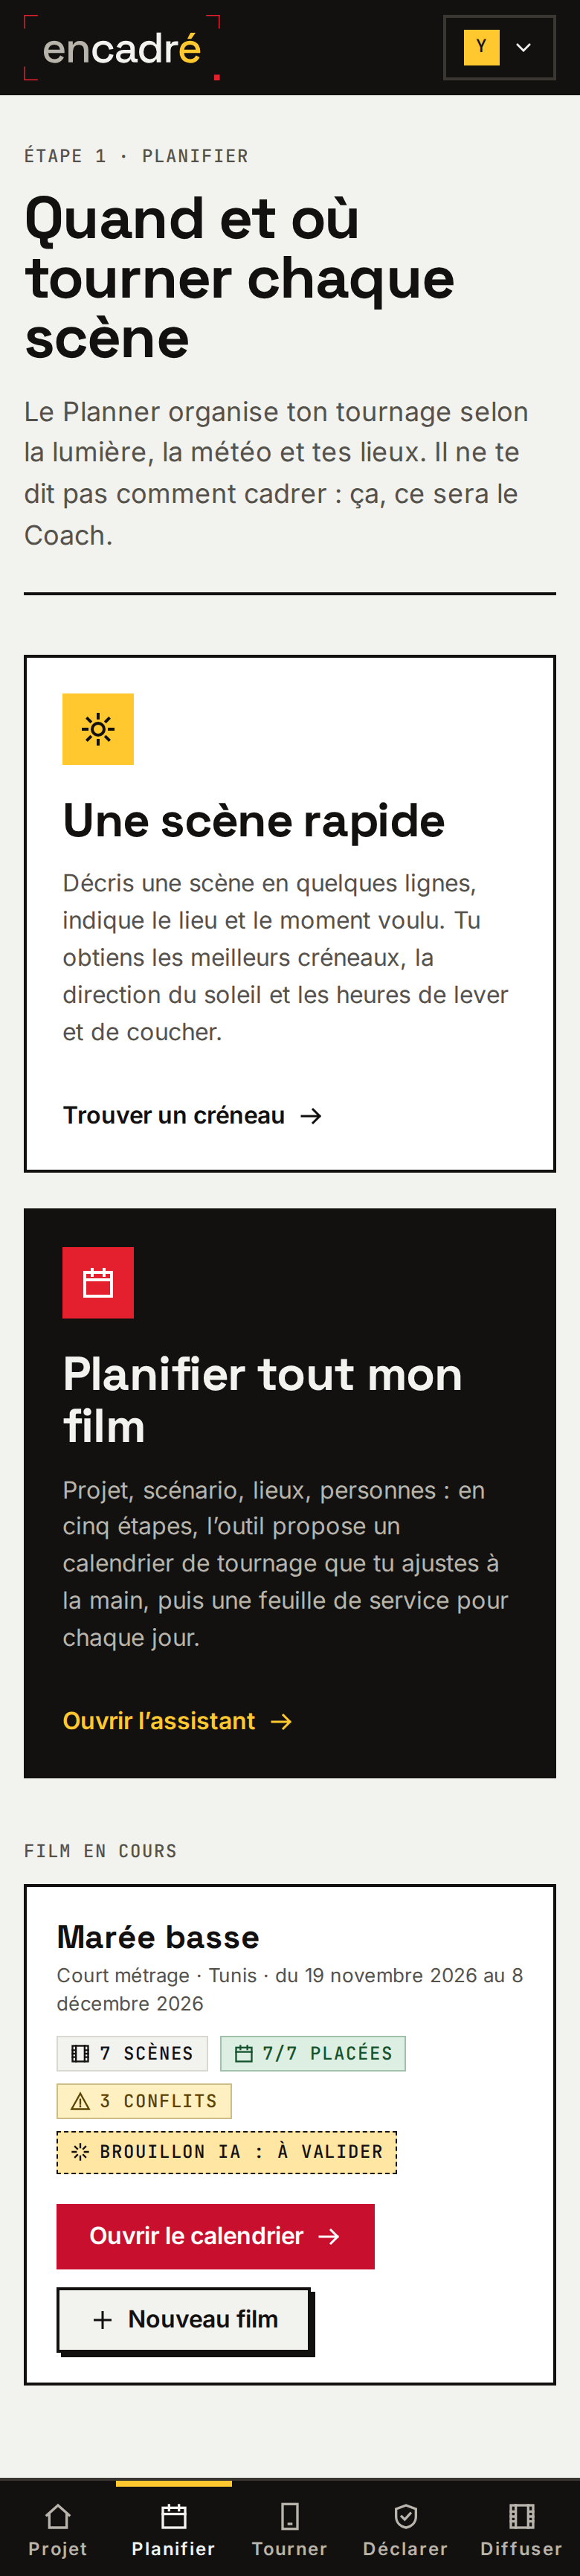 encadré
Y
ÉTAPE 1 · PLANIFIER
Quand et où
tourner chaque
scène
Le Planner organise ton tournage selon
la lumière, la météo et tes lieux. Il ne te
dit pas comment cadrer : ça, ce sera le
Coach.
Une scène rapide
Décris une scène en quelques lignes,
indique le lieu et le moment voulu. Tu
obtiens les meilleurs créneaux, la
direction du soleil et les heures de lever
et de coucher.
Trouver un créneau →
Planifier tout mon
film
Projet, scénario, lieux, personnes : en
cinq étapes, l’outil propose un
calendrier de tournage que tu ajustes à
la main, puis une feuille de service pour
chaque jour.
Ouvrir l’assistant →
FILM EN COURS
Marée basse
Court métrage · Tunis · du 19 novembre 2026 au 8
décembre 2026
7 SCÈNES
7/7 PLACÉES
3 CONFLITS
BROUILLON IA : À VALIDER
Ouvrir le calendrier →
+ Nouveau film
Projet
Planifier
Tourner
Déclarer
Diffuser